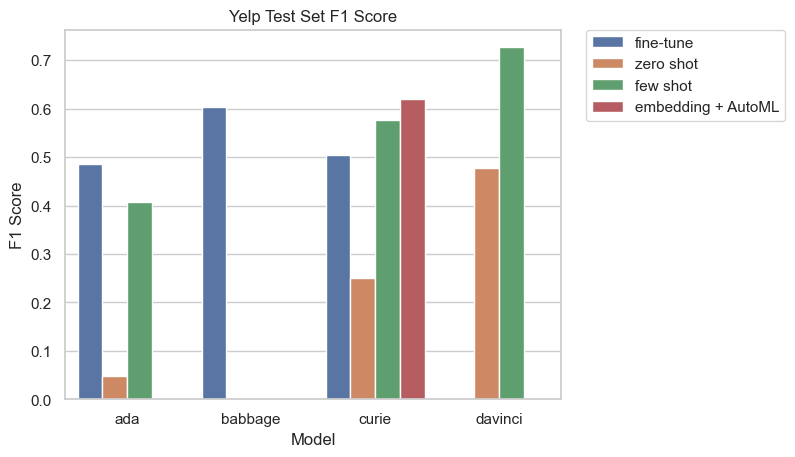 Yelp Test Set F1 Score
fine-tune
zero shot
few shot
embedding + AutoML
F1 Score
0.7
0.6
0.5
0.4
0.3
0.2
0.1
0.0
ada
babbage
curie
davinci
Model